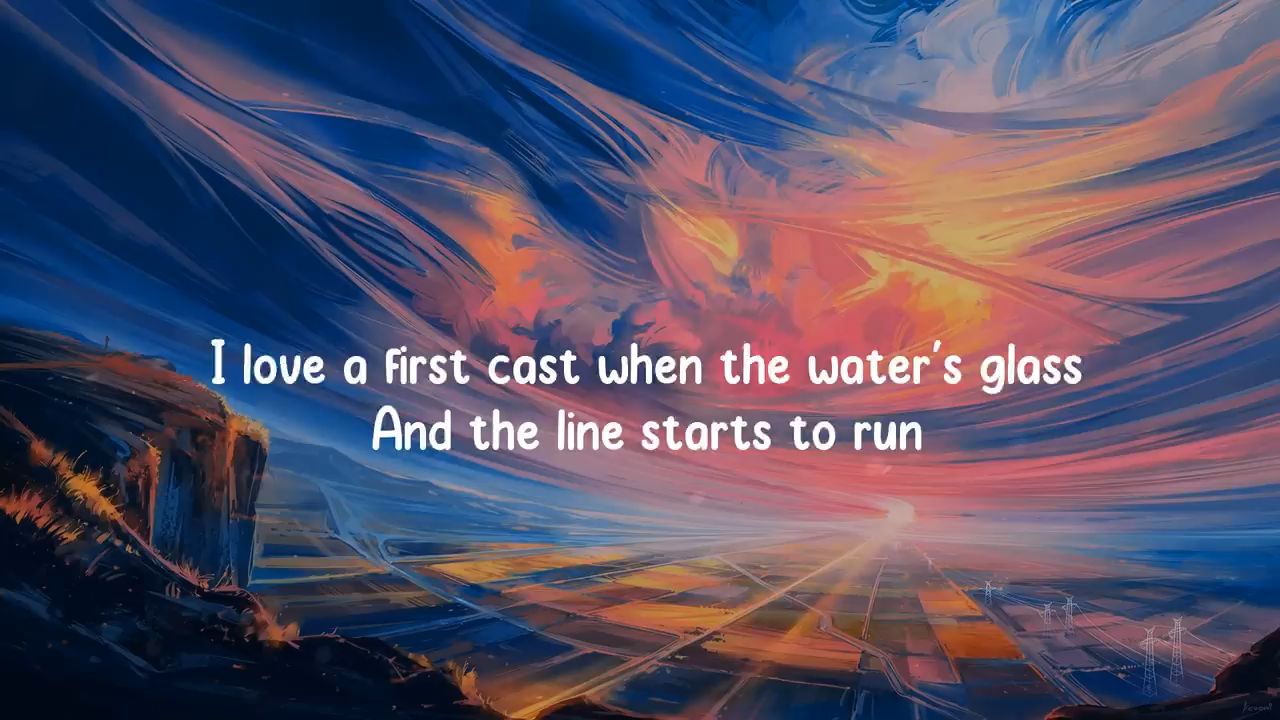 I love a first cast when the water's glass
And the line starts to run